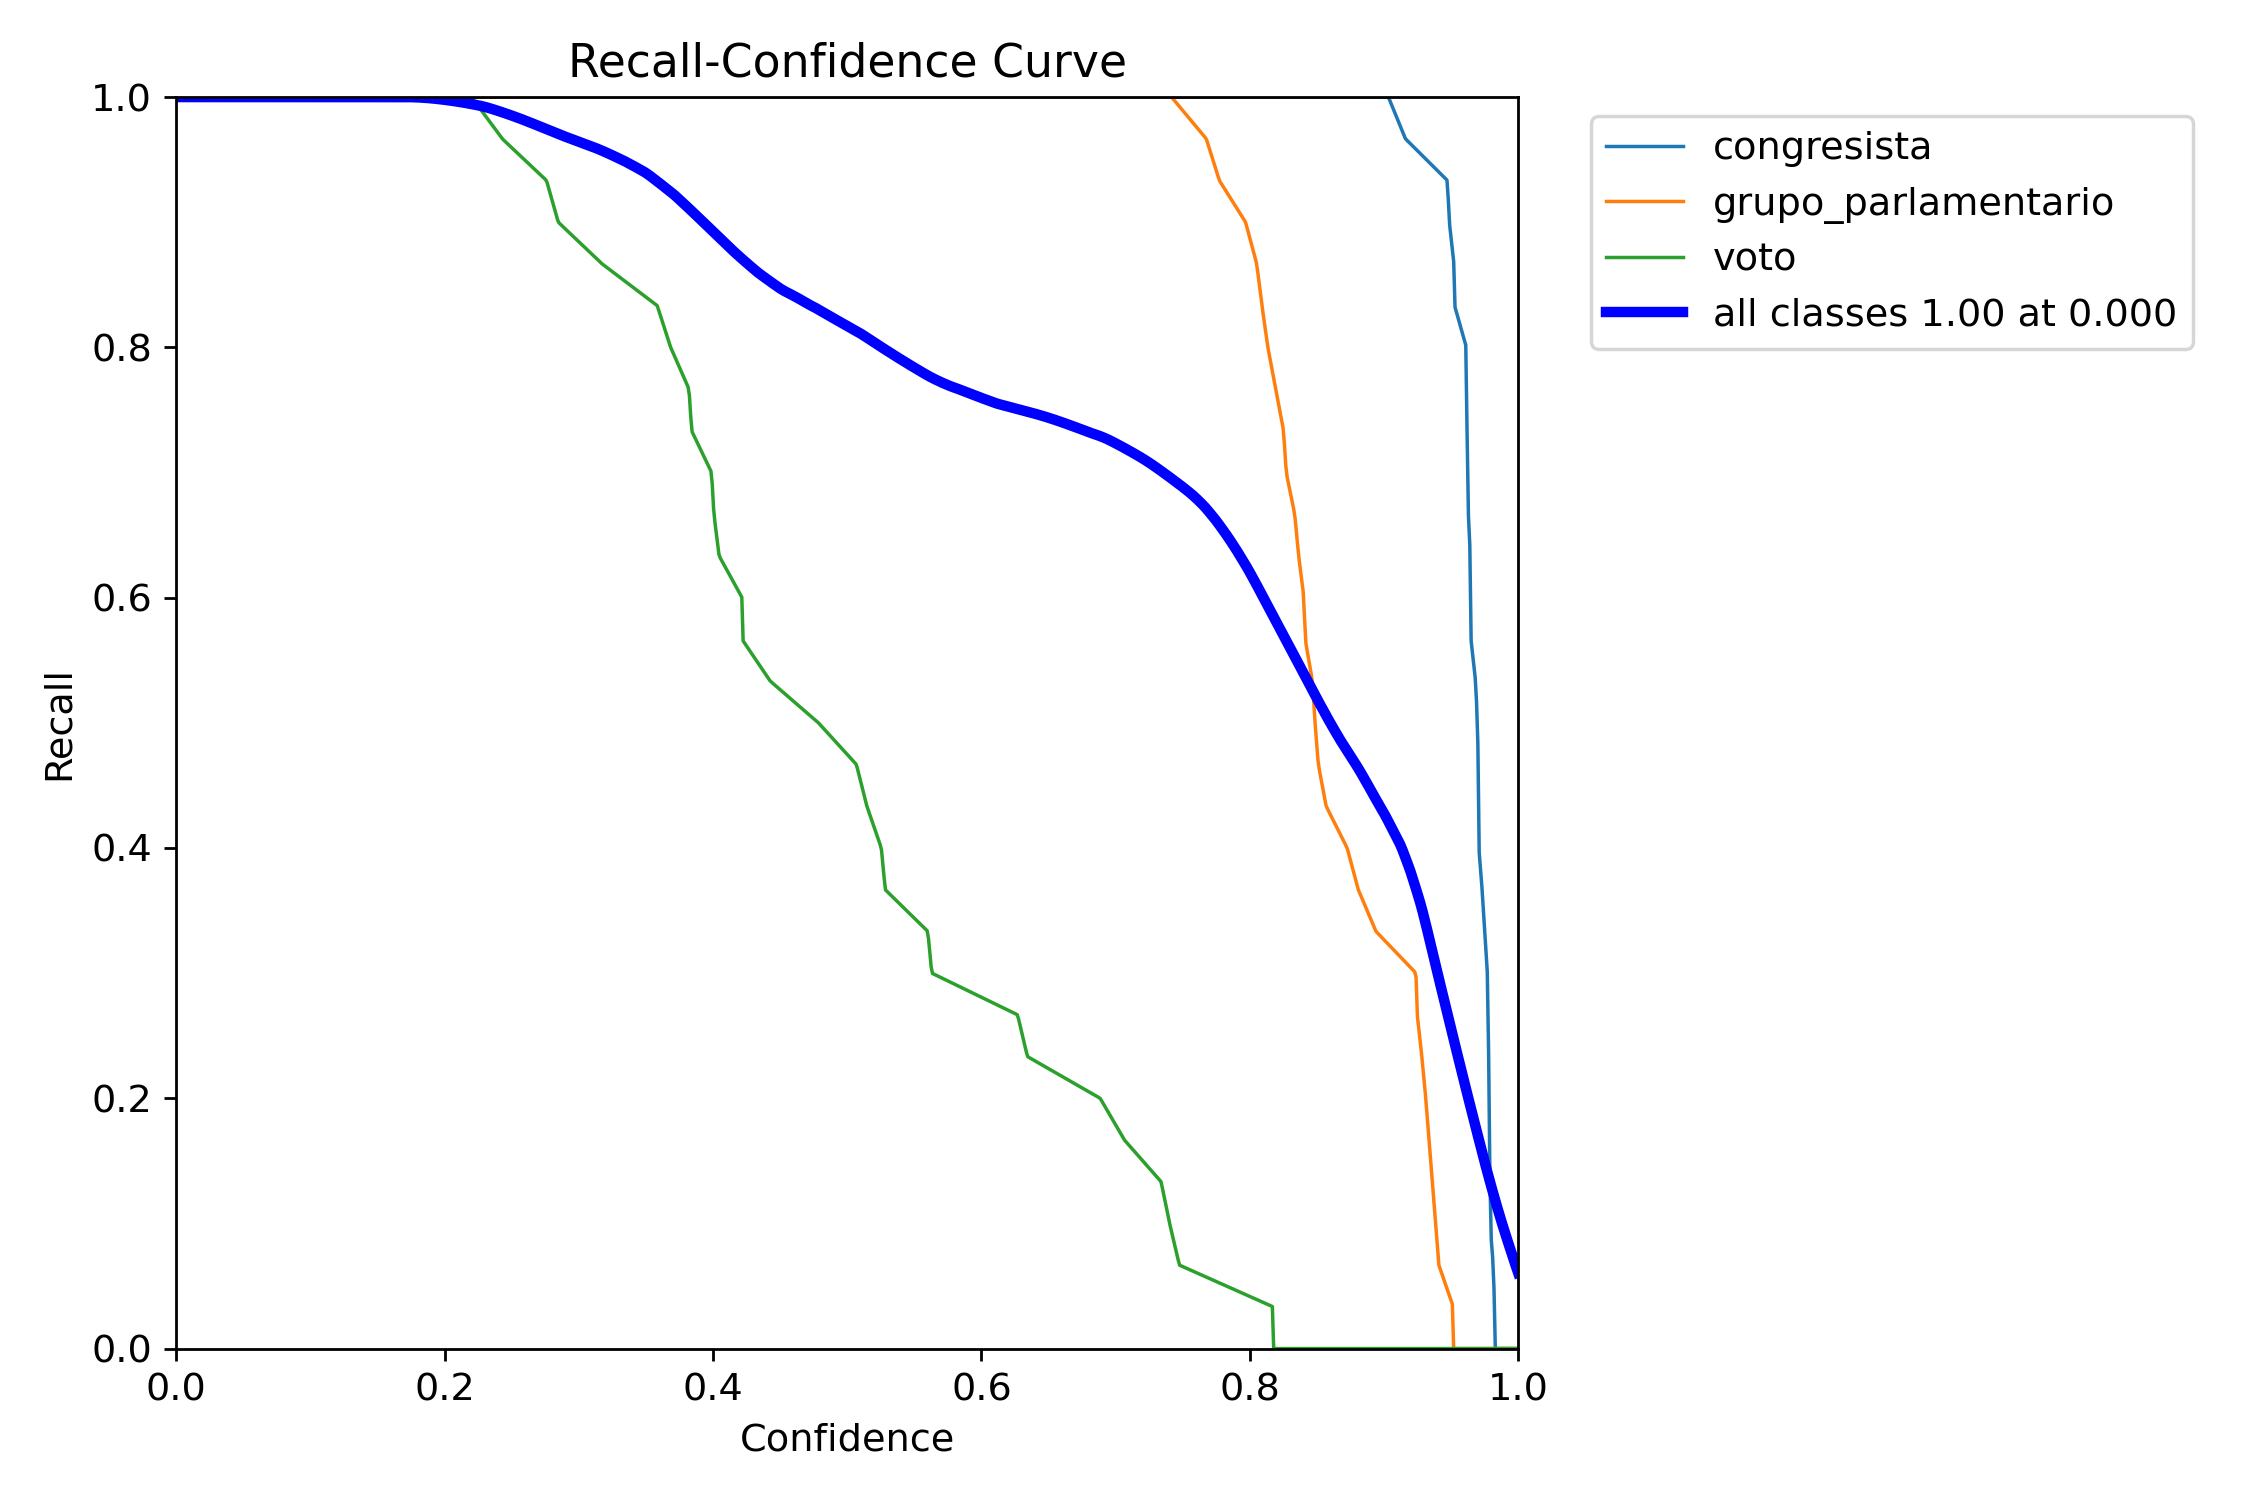 Recall-Confidence Curve
1.0
0.8
0.6
0.4
0.2
0.0
Recall
0.0 0.2 0.4 0.6 0.8 1.0
Confidence
congresista
grupo_parlamentario
voto
all classes 1.00 at 0.000